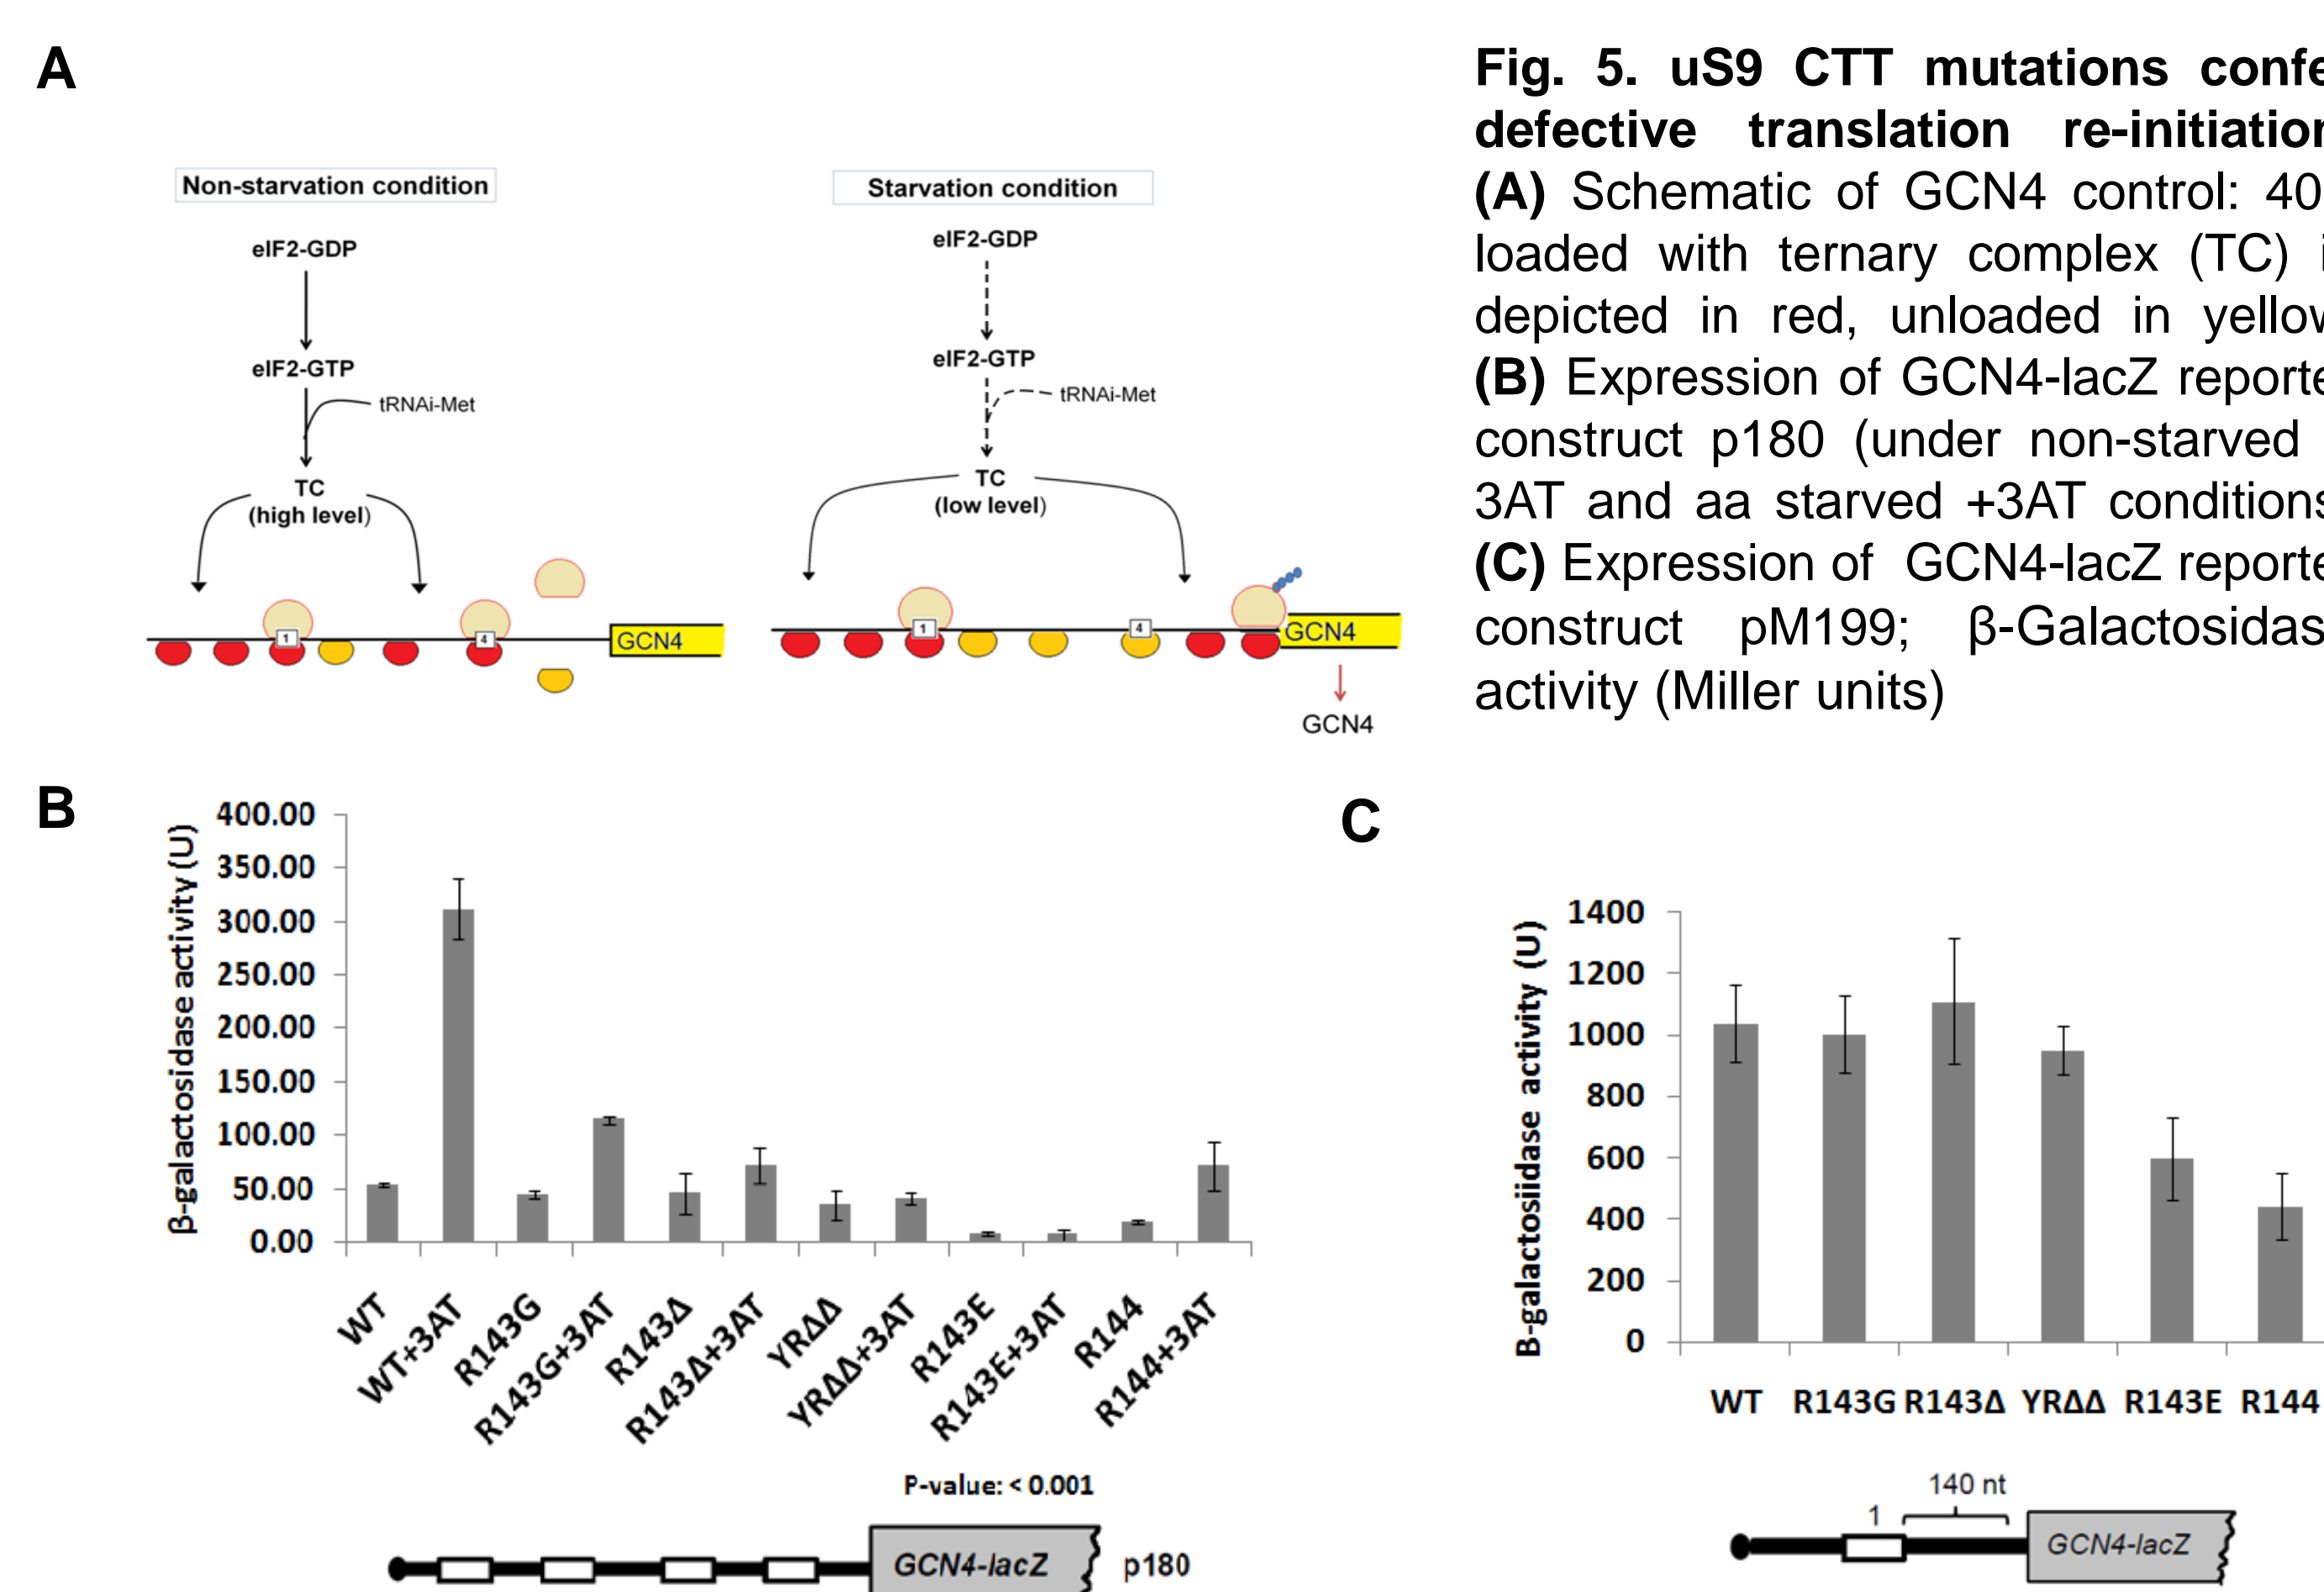 A
Non-starvation condition
eIF2-GDP
eIF2-GTP
tRNAi-Met
TC
(high level)
1
4
GCN4
Starvation condition
eIF2-GDP
eIF2-GTP
tRNAi-Met
TC
(low level)
1
4
GCN4
GCN4
Fig. 5. uS9 CTT mutations confe
defective translation re-initiation
(A) Schematic of GCN4 control: 40
loaded with ternary complex (TC) i
depicted in red, unloaded in yellow
(B) Expression of GCN4-lacZ reporte
construct p180 (under non-starved
3AT and aa starved +3AT conditions
(C) Expression of GCN4-lacZ reporte
construct pM199; β-Galactosidas
activity (Miller units)
B
β-galactosidase activity (U)
400.00
350.00
300.00
250.00
200.00
150.00
100.00
50.00
0.00
WT
WT+3AT
R143G
R143G+3AT
R143Δ
R143Δ+3AT
YRΔΔ
YRΔΔ+3AT
R143E
R143E+3AT
R144
R144+3AT
P-value: < 0.001
GCN4-lacZ
p180
C
B-galactosiidase activity (U)
1400
1200
1000
800
600
400
200
0
WT R143G R143Δ YRΔΔ R143E R144
140 nt
1
GCN4-lacZ